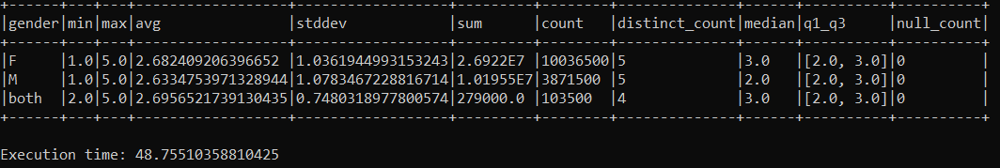 +------+---+---+------------------+------------------+---------+--------+--------------+------+----------+----------+
|gender|min|max|avg               |stddev            |sum      |count   |distinct_count|median|q1_q3     |null_count|
+------+---+---+------------------+------------------+---------+--------+--------------+------+----------+----------+
|F     |1.0|5.0|2.682409206396652 |1.0361944993153243|2.6922E7 |10036500|5             |3.0   |[2.0, 3.0]|0         |
|M     |1.0|5.0|2.6334753971328944|1.0783467228816714|1.01955E7|3871500 |5             |2.0   |[2.0, 3.0]|0         |
|both  |2.0|5.0|2.6956521739130435|0.7480318977800574|279000.0 |103500  |4             |3.0   |[2.0, 3.0]|0         |
+------+---+---+------------------+------------------+---------+--------+--------------+------+----------+----------+
Execution time: 48.75510358810425